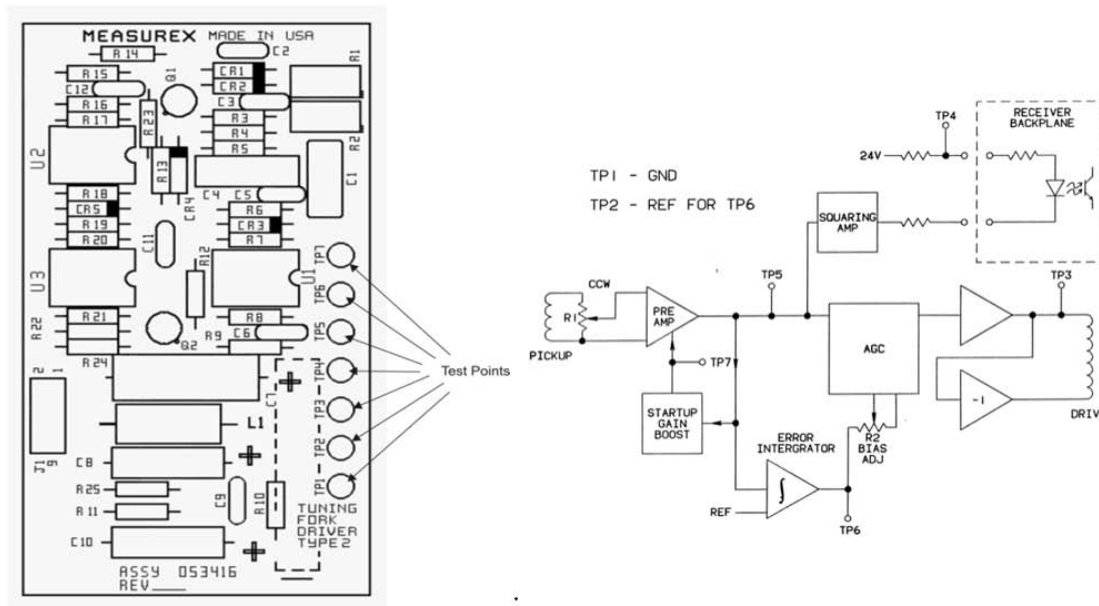 MEASUREX MADE IN USA
R14
C2
R15
Q1
CR1
R1
C12
CR2
R16
R23
C3
R17
R3
R2
R4
U2
R13
R5
C1
R18
C4
C5
CR5
CR4
R6
R19
C11
CR3
R20
R12
R7
TP7
U3
U1
TP6
R22
R21
R8
TP5
R9
C6
Q2
R24
TP4
2 1
C7
TP3
L1
TP2
J1
9
C8
R25
C9
R10
TP1
R11
TUNING
FORK
DRIVER
TYPE 2
C10
ASSY 053416
REV
Test Points
TP1 - GND
TP2 - REF FOR TP6
TP4
24V
RECEIVER
BACKPLANE
SQUARING
AMP
CCW
R1
PICKUP
PRE
AMP
TP5
TP7
STARTUP
GAIN
BOOST
AGC
TP3
-1
DRIV
R2
BIAS
ADJ
ERROR
INTERGRATOR
∫
REF
TP6